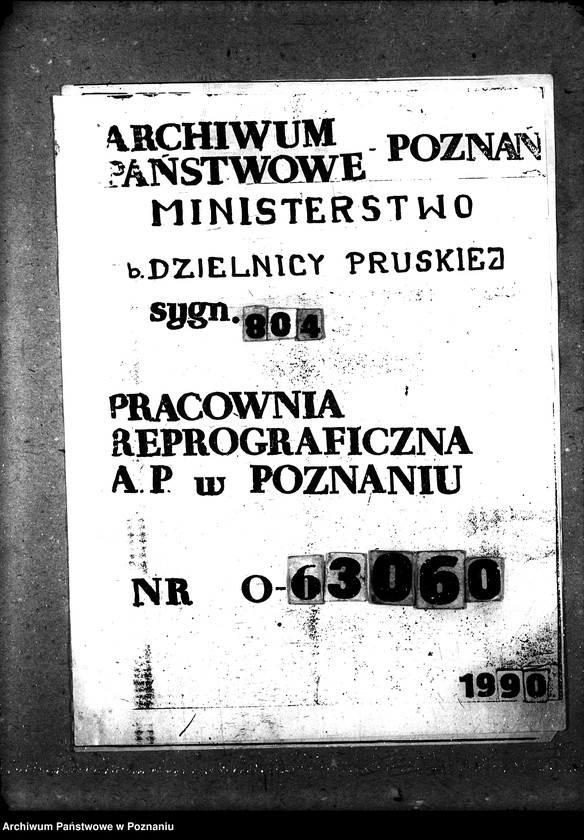 ARCHIWUM
PAŃSTWOWE - POZNAŃ
MINISTERSTWO
b. DZIELNICY PRUSKIEJ
sygn. 804
PRACOWNIA
REPROGRAFICZNA
A.P. w POZNANIU
NR O-63060
1990
Archiwum Państwowe w Poznaniu